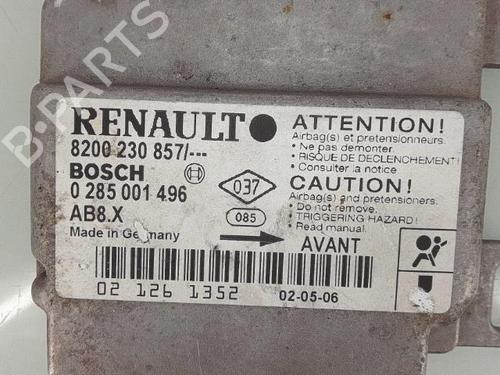 B-PARTS
RENAULT
8200 230 857/---
BOSCH
0 285 001 496
AB8.X
Made in Germany
037
085
AVANT
ATTENTION!
Airbag(s) et pretensionneurs.
• Ne pas demonter.
• RISQUE DE DECLENCHEMENT!
• Consulter la notice
CAUTION!
Airbag(s) and pretensioners.
• Do not remove.
• TRIGGERING HAZARD!
• Read manual.
02 126 1352
02-05-06